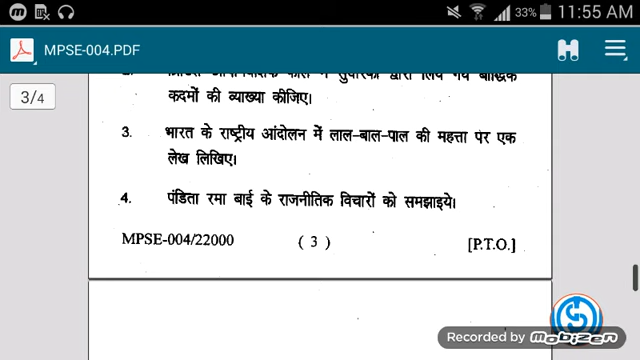 33% 11:55 AM
MPSE-004.PDF
3/4
कदमों की व्याख्या कीजिए।
3. भारत के राष्ट्रीय आंदोलन में लाल-बाल-पाल की महत्ता पर एक
लेख लिखिए।
4. पंडिता रमा बाई के राजनीतिक विचारों को समझाइये।
MPSE-004/22000 ( 3 ) [P.T.O.]
Recorded by Mobizen